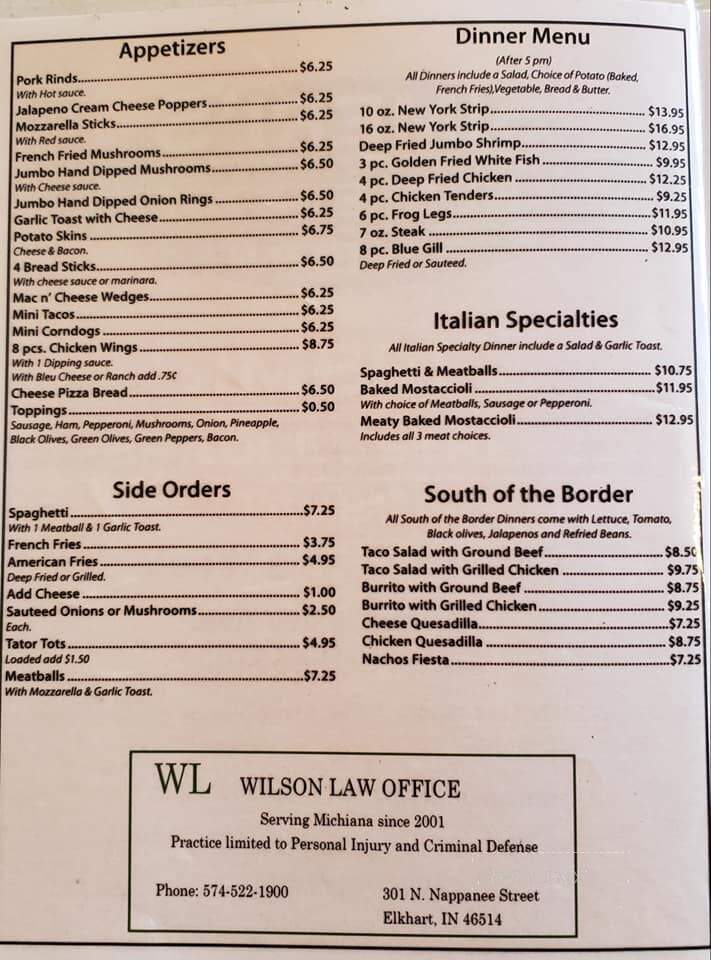 Appetizers
Pork Rinds $6.25
With Hot sauce.
Jalapeno Cream Cheese Poppers $6.25
Mozzarella Sticks $6.25
With Red sauce.
French Fried Mushrooms $6.25
Jumbo Hand Dipped Mushrooms $6.50
With Cheese sauce.
Jumbo Hand Dipped Onion Rings $6.50
Garlic Toast with Cheese $6.25
Potato Skins $6.75
Cheese & Bacon.
4 Bread Sticks $6.50
With cheese sauce or marinara.
Mac n' Cheese Wedges $6.25
Mini Tacos $6.25
Mini Corndogs $6.25
8 pcs. Chicken Wings $8.75
With 1 Dipping sauce.
With Bleu Cheese or Ranch add .75¢
Cheese Pizza Bread $6.50
Toppings $0.50
Sausage, Ham, Pepperoni, Mushrooms, Onion, Pineapple,
Black Olives, Green Olives, Green Peppers, Bacon.
Side Orders
Spaghetti $7.25
With 1 Meatball & 1 Garlic Toast.
French Fries $3.75
American Fries $4.95
Deep Fried or Grilled.
Add Cheese $1.00
Sauteed Onions or Mushrooms $2.50
Each.
Tator Tots $4.95
Loaded add $1.50
Meatballs $7.25
With Mozzarella & Garlic Toast.
Dinner Menu
(After 5 pm)
All Dinners include a Salad, Choice of Potato (Baked,
French Fries),Vegetable, Bread & Butter.
10 oz. New York Strip $13.95
16 oz. New York Strip $16.95
Deep Fried Jumbo Shrimp $12.95
3 pc. Golden Fried White Fish $9.95
4 pc. Deep Fried Chicken $12.25
4 pc. Chicken Tenders $9.25
6 pc. Frog Legs $11.95
7 oz. Steak $10.95
8 pc. Blue Gill $12.95
Deep Fried or Sauteed.
Italian Specialties
All Italian Specialty Dinner include a Salad & Garlic Toast.
Spaghetti & Meatballs $10.75
Baked Mostaccioli $11.95
With choice of Meatballs, Sausage or Pepperoni.
Meaty Baked Mostaccioli $12.95
Includes all 3 meat choices.
South of the Border
All South of the Border Dinners come with Lettuce, Tomato,
Black olives, Jalapenos and Refried Beans.
Taco Salad with Ground Beef $8.50
Taco Salad with Grilled Chicken $9.75
Burrito with Ground Beef $8.75
Burrito with Grilled Chicken $9.25
Cheese Quesadilla $7.25
Chicken Quesadilla $8.75
Nachos Fiesta $7.25
WL WILSON LAW OFFICE
Serving Michiana since 2001
Practice limited to Personal Injury and Criminal Defense
Phone: 574-522-1900
301 N. Nappanee Street
Elkhart, IN 46514